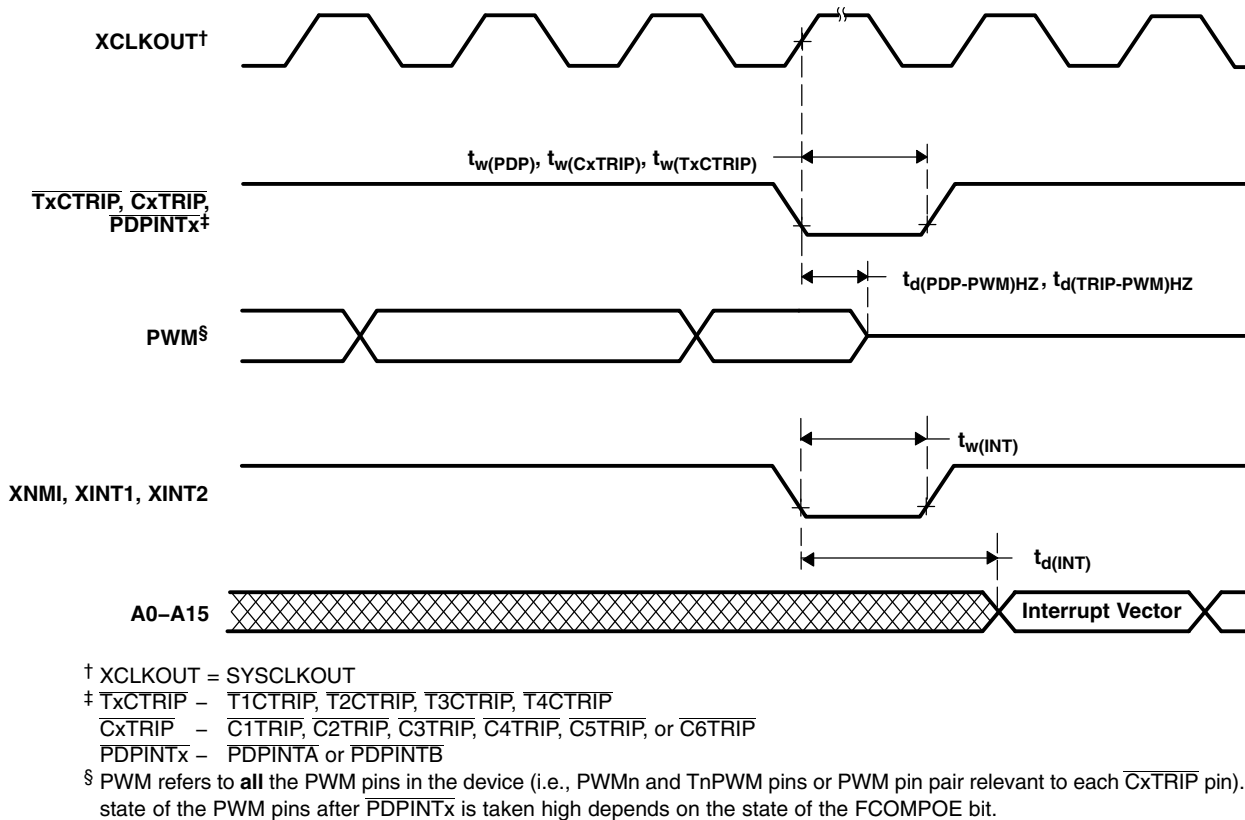 XCLKOUT†
tw(PDP), tw(CxTRIP), tw(TxCTRIP)
TxCTRIP, CxTRIP,
PDPINTx‡
td(PDP-PWM)HZ, td(TRIP-PWM)HZ
PWM§
tw(INT)
XNMI, XINT1, XINT2
td(INT)
A0–A15
Interrupt Vector
† XCLKOUT = SYSCLKOUT
‡ TxCTRIP – T1CTRIP, T2CTRIP, T3CTRIP, T4CTRIP
CxTRIP – C1TRIP, C2TRIP, C3TRIP, C4TRIP, C5TRIP, or C6TRIP
PDPINTx – PDPINTA or PDPINTB
§ PWM refers to all the PWM pins in the device (i.e., PWMn and TnPWM pins or PWM pin pair relevant to each CxTRIP pin).
state of the PWM pins after PDPINTx is taken high depends on the state of the FCOMPOE bit.